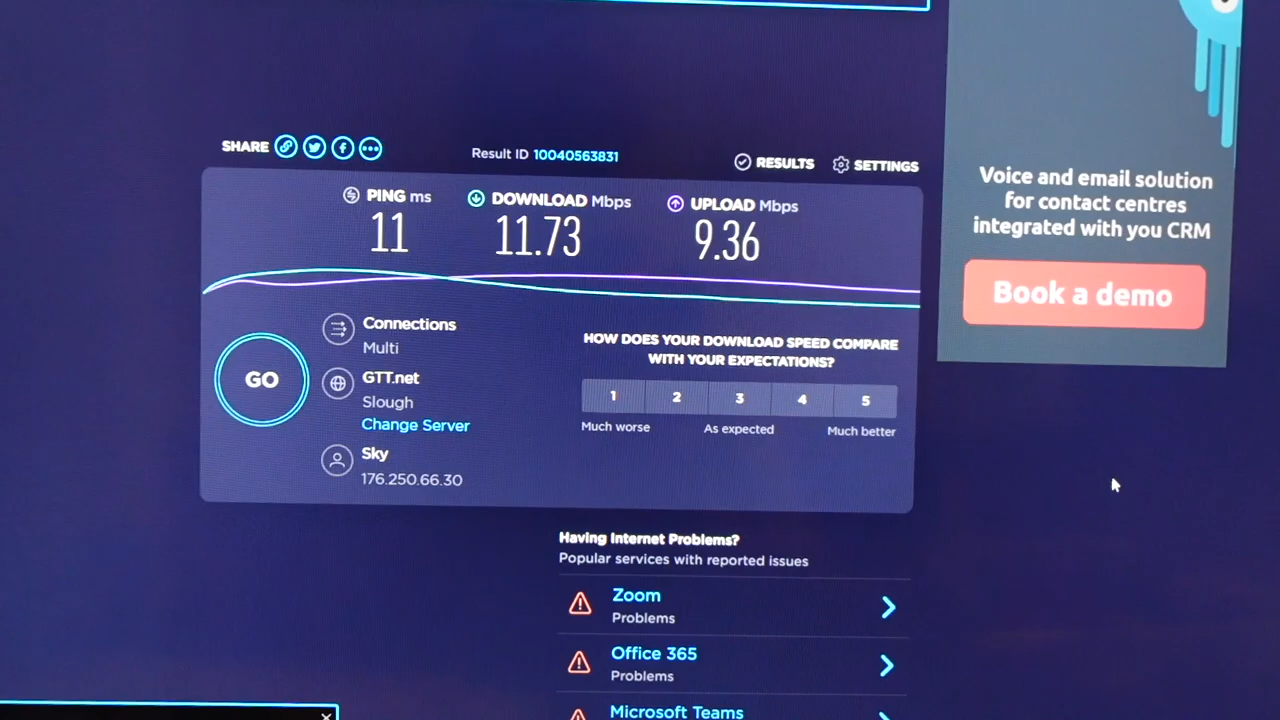 SHARE
Result ID 10040563831
RESULTS
SETTINGS
PING ms
11
DOWNLOAD Mbps
11.73
UPLOAD Mbps
9.36
GO
Connections
Multi
GTT.net
Slough
Change Server
Sky
176.250.66.30
HOW DOES YOUR DOWNLOAD SPEED COMPARE
WITH YOUR EXPECTATIONS?
1 2 3 4 5
Much worse As expected Much better
Having Internet Problems?
Popular services with reported issues
Zoom
Problems
Office 365
Problems
Microsoft Teams
Voice and email solution
for contact centres
integrated with you CRM
Book a demo